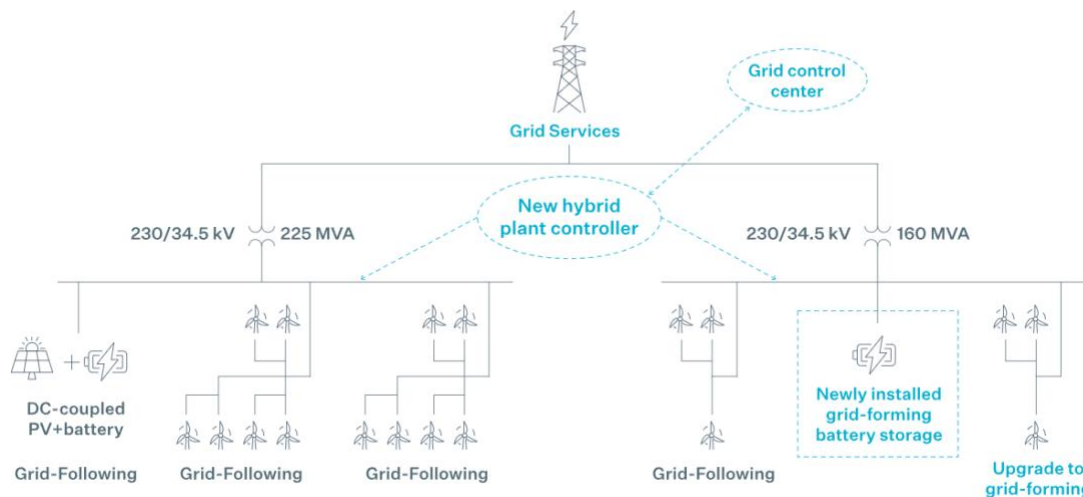 Grid control
center
Grid Services
New hybrid
plant controller
230/34.5 kV
225 MVA
230/34.5 kV
160 MVA
DC-coupled
PV+battery
Grid-Following
Grid-Following
Grid-Following
Grid-Following
Newly installed
grid-forming
battery storage
Upgrade to
grid-forming